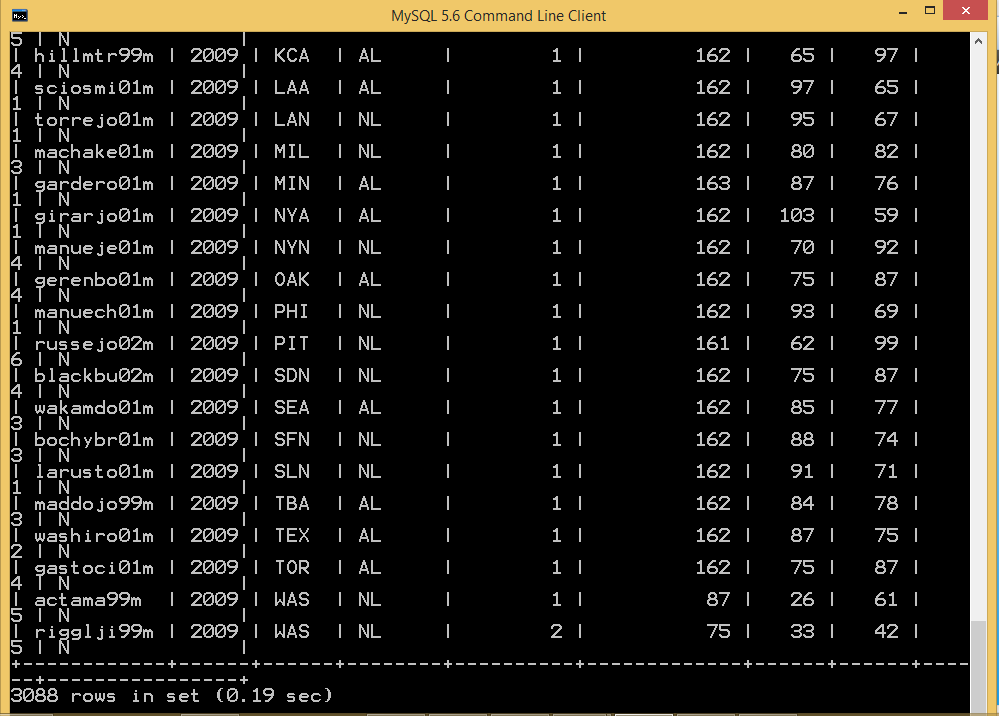 MySQL 5.6 Command Line Client
5 | N                 |
| hillmtr99m | 2009 | KCA | AL | 1 | 162 | 65 | 97 |
4 | N                 |
| sciosmi01m | 2009 | LAA | AL | 1 | 162 | 97 | 65 |
1 | N                 |
| torrejo01m | 2009 | LAN | NL | 1 | 162 | 95 | 67 |
1 | N                 |
| machake01m | 2009 | MIL | NL | 1 | 162 | 80 | 82 |
3 | N                 |
| gardero01m | 2009 | MIN | AL | 1 | 163 | 87 | 76 |
1 | N                 |
| girarjo01m | 2009 | NYA | AL | 1 | 162 | 103 | 59 |
1 | N                 |
| manueje01m | 2009 | NYN | NL | 1 | 162 | 70 | 92 |
4 | N                 |
| gerenbo01m | 2009 | OAK | AL | 1 | 162 | 75 | 87 |
4 | N                 |
| manuech01m | 2009 | PHI | NL | 1 | 162 | 93 | 69 |
1 | N                 |
| russejo02m | 2009 | PIT | NL | 1 | 161 | 62 | 99 |
6 | N                 |
| blackbu02m | 2009 | SDN | NL | 1 | 162 | 75 | 87 |
4 | N                 |
| wakamdo01m | 2009 | SEA | AL | 1 | 162 | 85 | 77 |
3 | N                 |
| bochybr01m | 2009 | SFN | NL | 1 | 162 | 88 | 74 |
3 | N                 |
| larusto01m | 2009 | SLN | NL | 1 | 162 | 91 | 71 |
1 | N                 |
| maddojo99m | 2009 | TBA | AL | 1 | 162 | 84 | 78 |
3 | N                 |
| washiro01m | 2009 | TEX | AL | 1 | 162 | 87 | 75 |
2 | N                 |
| gastoci01m | 2009 | TOR | AL | 1 | 162 | 75 | 87 |
4 | N                 |
| actama99m | 2009 | WAS | NL | 1 | 87 | 26 | 61 |
5 | N                 |
| rigglji99m | 2009 | WAS | NL | 2 | 75 | 33 | 42 |
5 | N                 |
+------------+------+------+--------+-----------+-------------+------+------+----
--+-----------------+
3088 rows in set (0.19 sec)